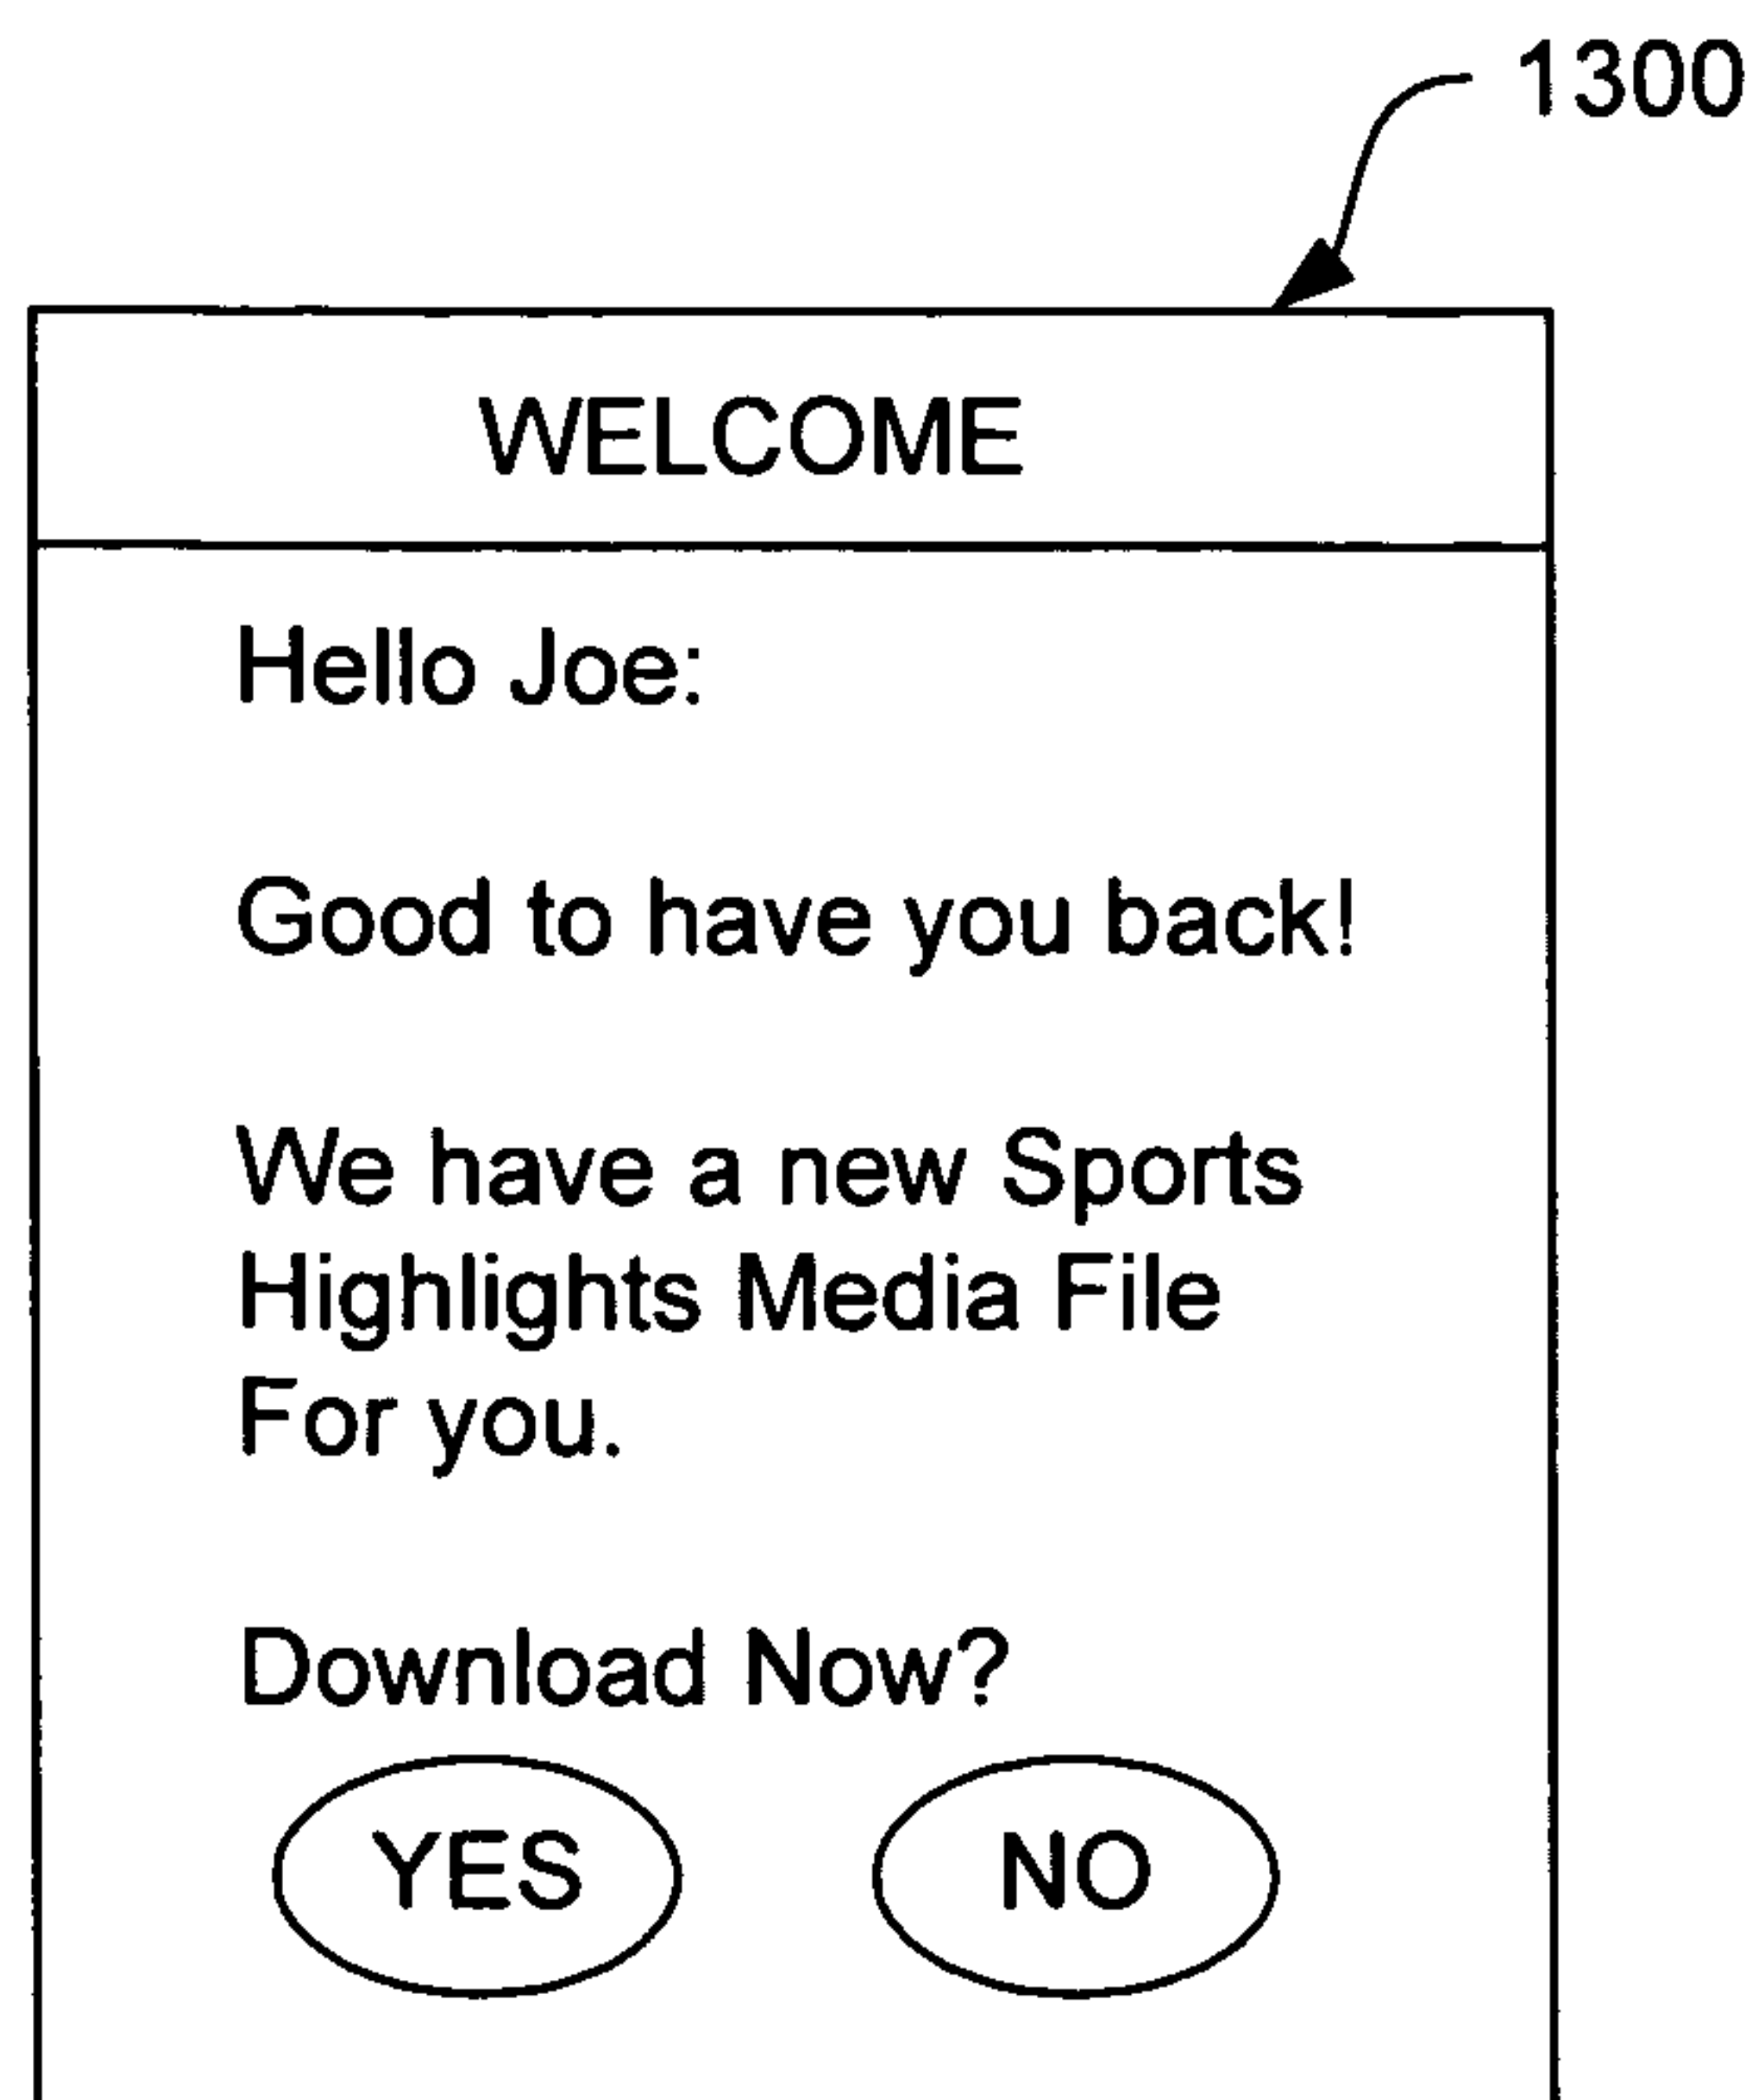 1300
WELCOME
Hello Joe:
Good to have you back!
We have a new Sports
Highlights Media File
For you.
Download Now?
YES NO